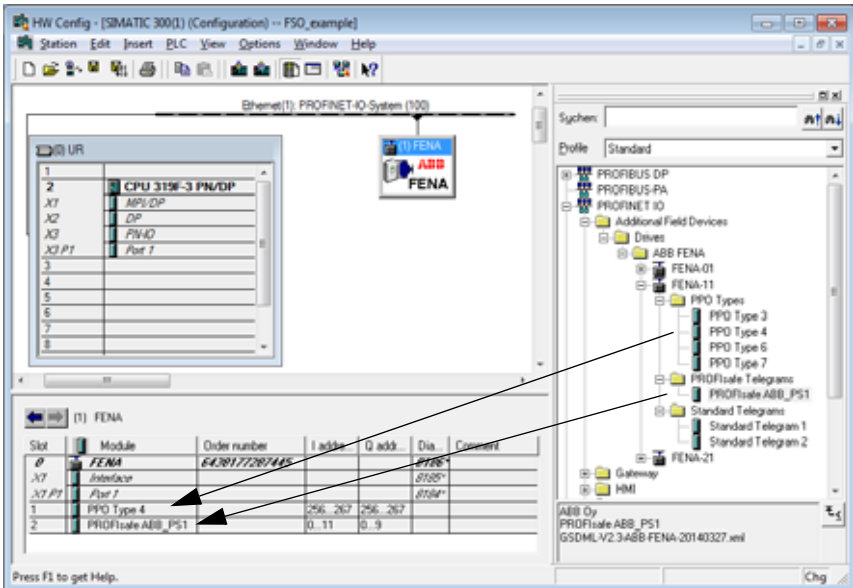 HW Config - [SIMATIC 300(1) (Configuration) -- FSO_example]
Station Edit Insert PLC View Options Window Help
Ethernet(1): PROFINET-IO-System (100)
(0) UR
1
2 CPU 319F-3 PN/DP
X1 MPI/DP
X2 DP
X3 PN-IO
X3 P1 Port 1
3
4
5
6
7
8
(1) FENA
ABB
FENA
Suchen:
Profile Standard
PROFIBUS DP
PROFIBUS-PA
PROFINET IO
Additional Field Devices
Drives
ABB FENA
FENA-01
FENA-11
PPO Types
PPO Type 3
PPO Type 4
PPO Type 6
PPO Type 7
PROFIsafe Telegrams
PROFIsafe ABB_PS1
Standard Telegrams
Standard Telegram 1
Standard Telegram 2
FENA-21
Gateway
HMI
ABB Oy
PROFIsafe ABB_PS1
GSDML-V2.3-ABB-FENA-20140327.xml
(1) FENA
Slot Module Order number I addre... Q addr... Dia... Comment
0 FENA 6438177287445 8186*
X1 Interface 8185*
X1 P1 Port 1 8184*
1 PPO Type 4 256...267 256...267
2 PROFIsafe ABB_PS1 0...11 0...9
Press F1 to get Help.
Chg